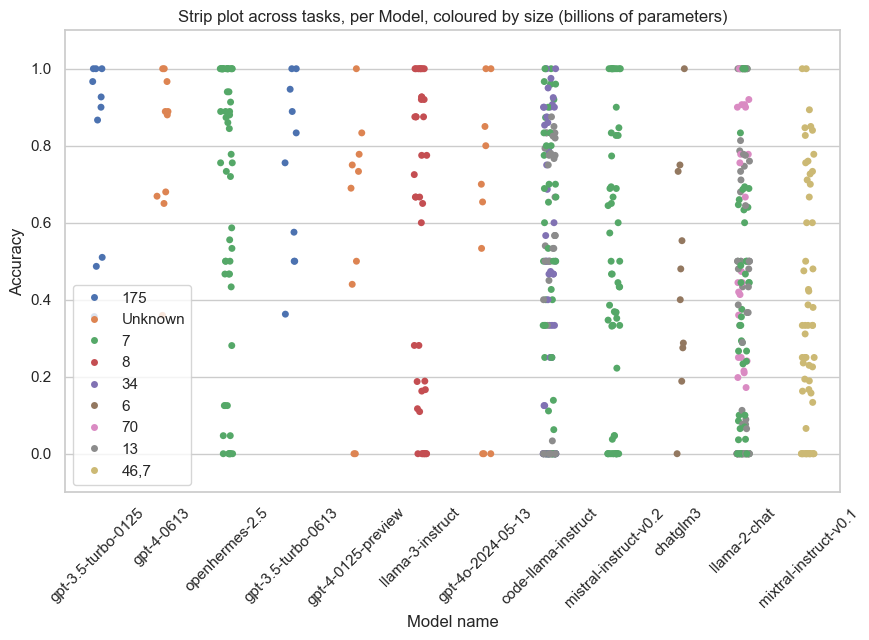 Strip plot across tasks, per Model, coloured by size (billions of parameters)
Accuracy
1.0
0.8
0.6
0.4
0.2
0.0
175
Unknown
7
8
34
6
70
13
46,7
gpt-3.5-turbo-0125
gpt-4-0613
openhermes-2.5
gpt-3.5-turbo-0613
gpt-4-0125-preview
llama-3-instruct
gpt-4o-2024-05-13
code-llama-instruct
mistral-instruct-v0.2
chatglm3
llama-2-chat
mixtral-instruct-v0.1
Model name